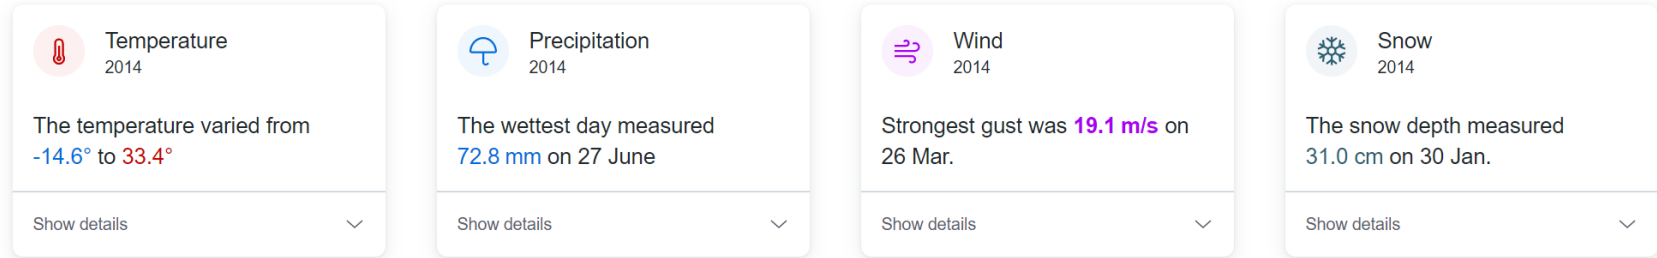 Temperature
2014
The temperature varied from
-14.6° to 33.4°
Show details
Precipitation
2014
The wettest day measured
72.8 mm on 27 June
Show details
Wind
2014
Strongest gust was 19.1 m/s on
26 Mar.
Show details
Snow
2014
The snow depth measured
31.0 cm on 30 Jan.
Show details